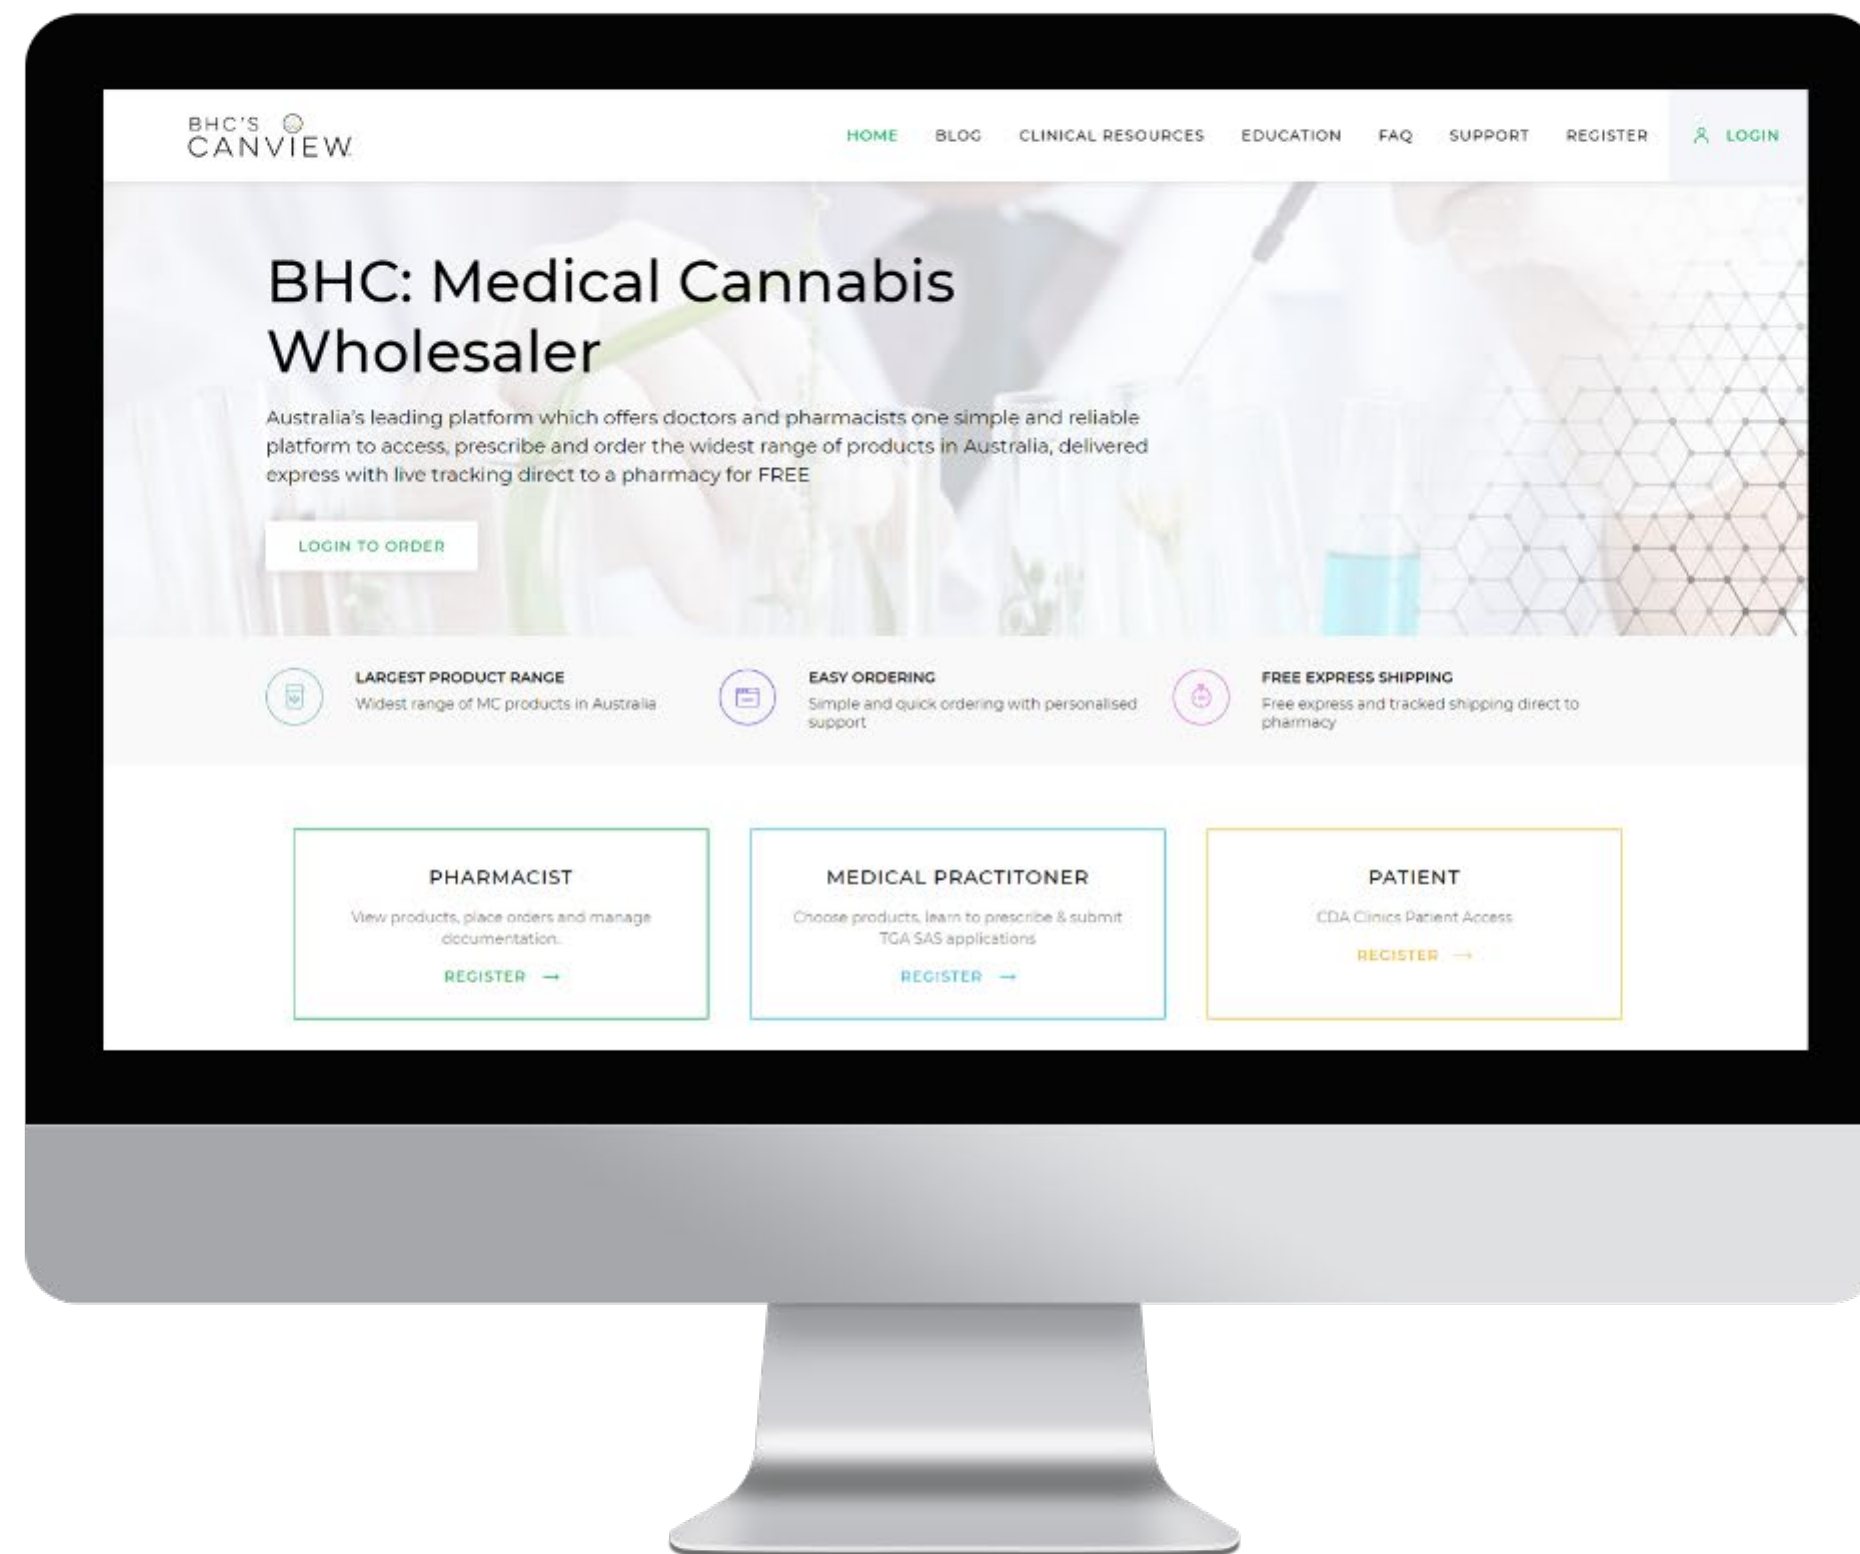 BHC'S
CANVIEW
HOME BLOG CLINICAL RESOURCES EDUCATION FAQ SUPPORT REGISTER LOGIN
BHC: Medical Cannabis
Wholesaler
Australia's leading platform which offers doctors and pharmacists one simple and reliable
platform to access, prescribe and order the widest range of products in Australia, delivered
express with live tracking direct to a pharmacy for FREE
LOGIN TO ORDER
LARGEST PRODUCT RANGE
Widest range of MC products in Australia
EASY ORDERING
Simple and quick ordering with personalised
support
FREE EXPRESS SHIPPING
Free express and tracked shipping direct to
pharmacy
PHARMACIST
View products, place orders and manage
documentation.
REGISTER →
MEDICAL PRACTITONER
Choose products, learn to prescribe & submit
TGA SAS applications
REGISTER →
PATIENT
CDA Clinics Patient Access
REGISTER →